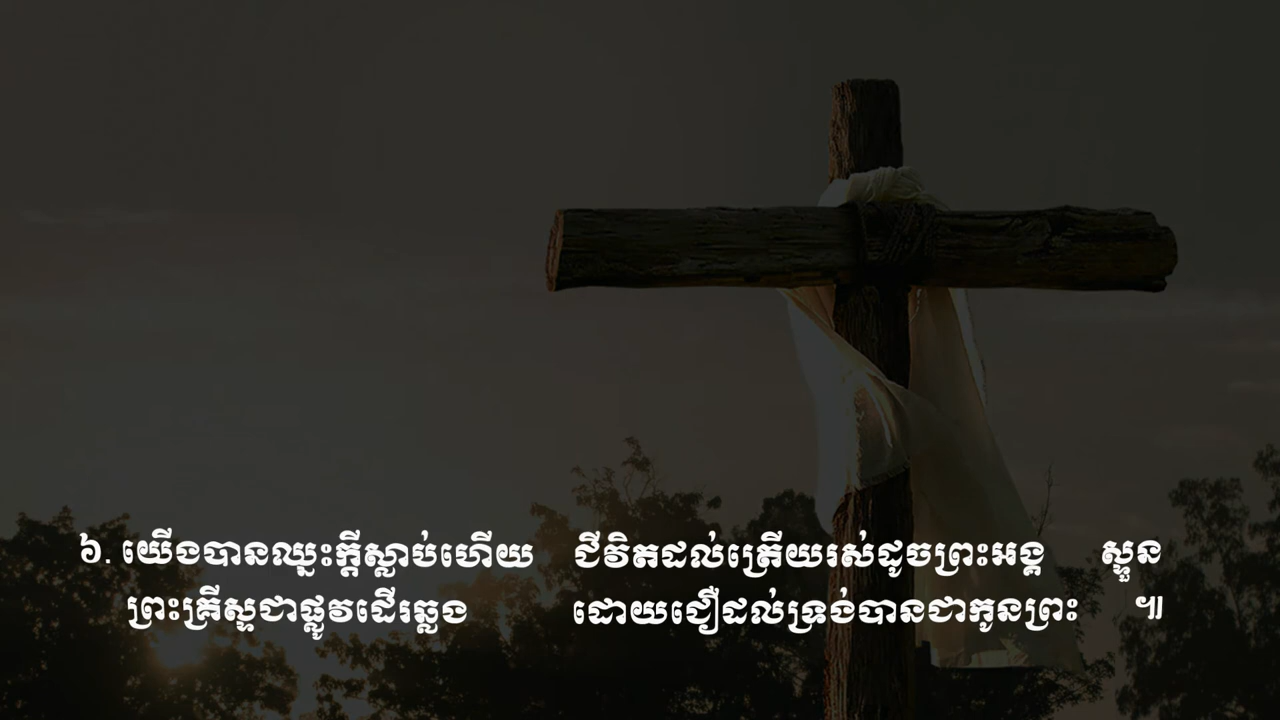 ៦. យើងបានឈ្នះក្ដីស្លាប់ហើយ ជីវិតដល់ត្រើយរស់ដូចព្រះអង្គ ស្ទួន
ព្រះគ្រីស្ទជាផ្លូវដើរឆ្លង ដោយជឿដល់ទ្រង់បានជាកូនព្រះ ៕